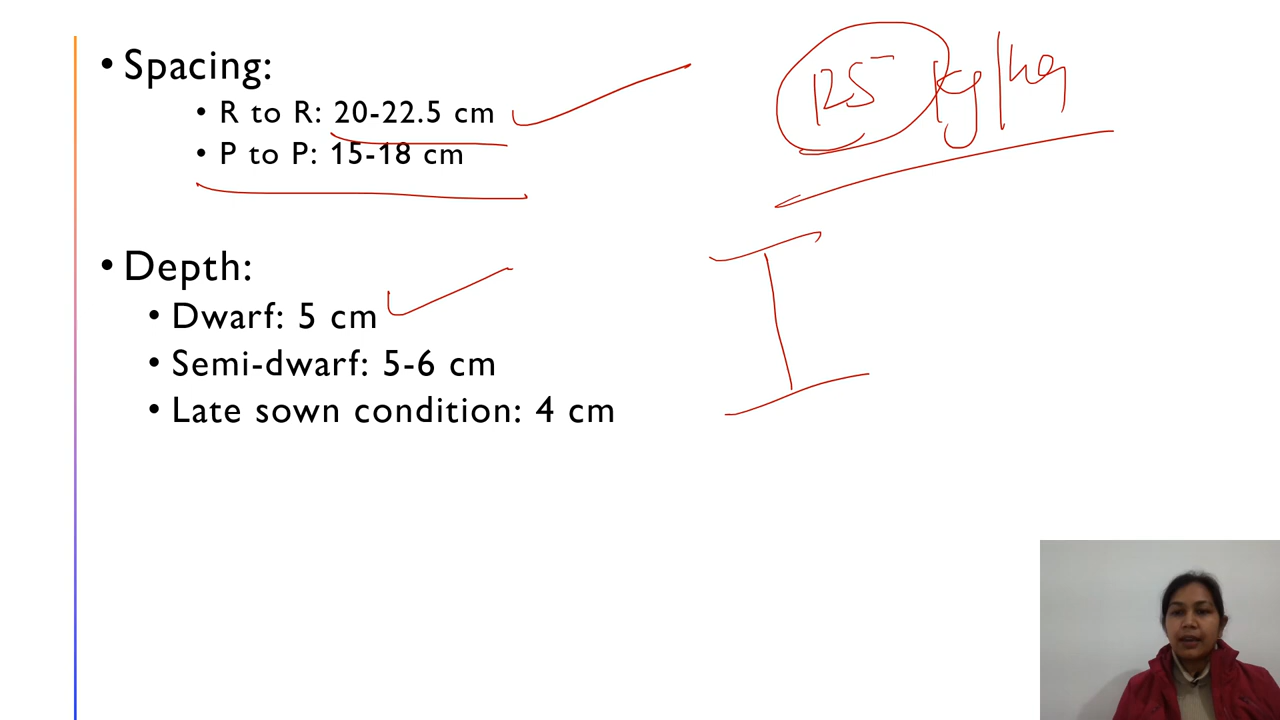 • Spacing:
• R to R: 20-22.5 cm
• P to P: 15-18 cm
125 kg/ha
• Depth:
• Dwarf: 5 cm
• Semi-dwarf: 5-6 cm
• Late sown condition: 4 cm